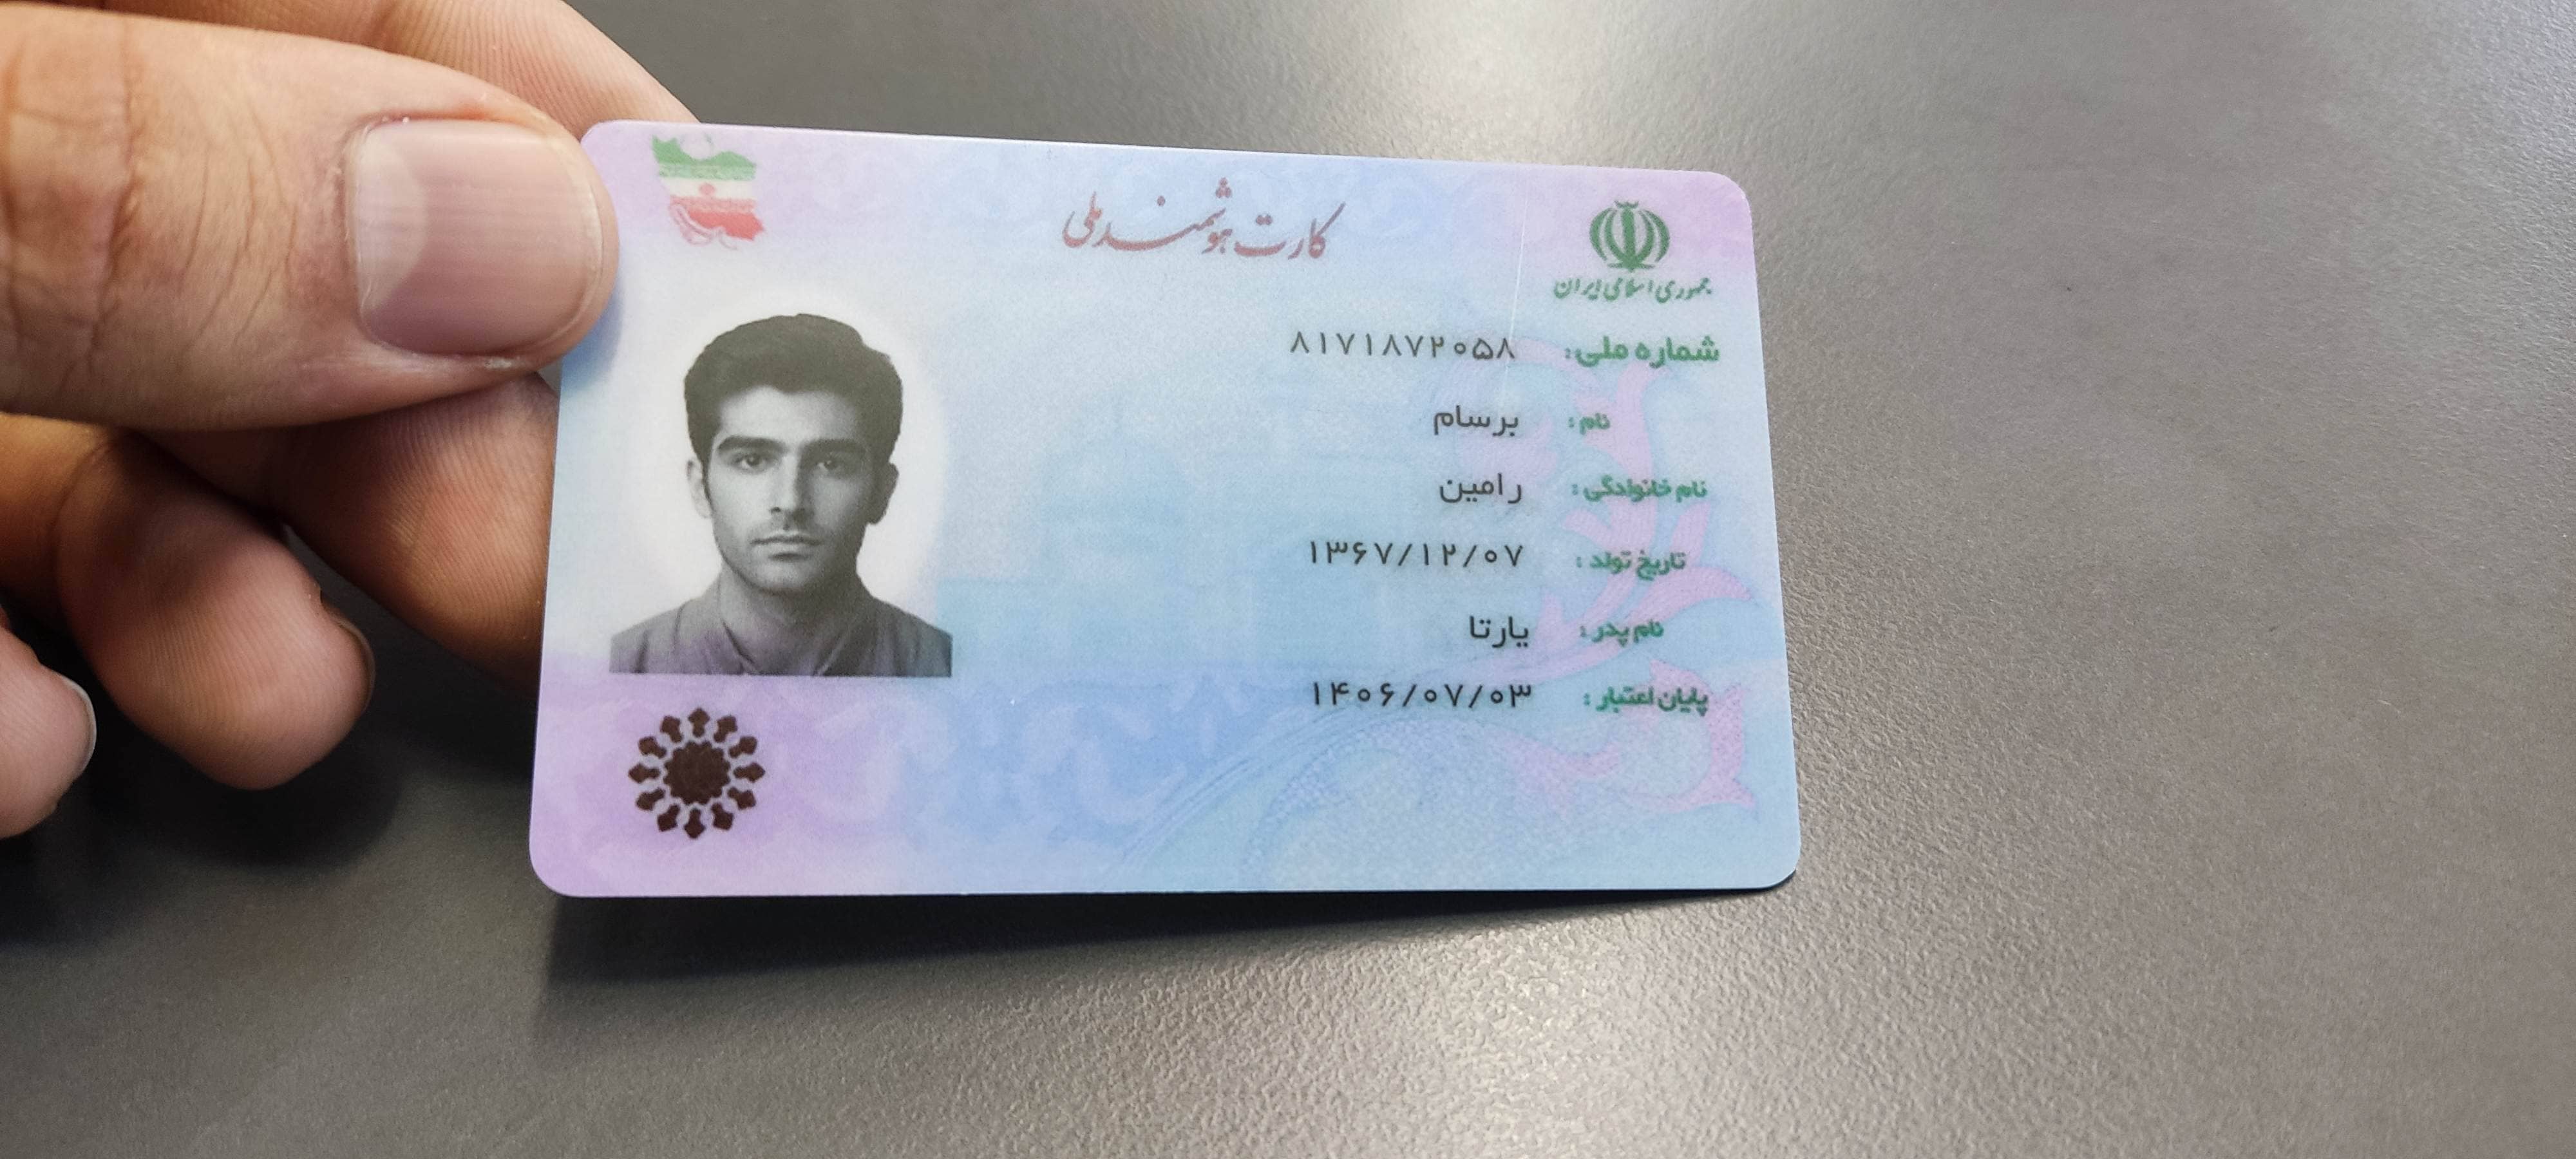 کارت هوشمند ملی
جمهوری اسلامی ایران
شماره ملی: ۸۱۷۱۸۷۲۰۵۸
نام : برسام
نام خانوادگی : رامین
تاریخ تولد : ۱۳۶۷/۱۲/۰۷
نام پدر : یارتا
پایان اعتبار : ۱۴۰۶/۰۷/۰۳